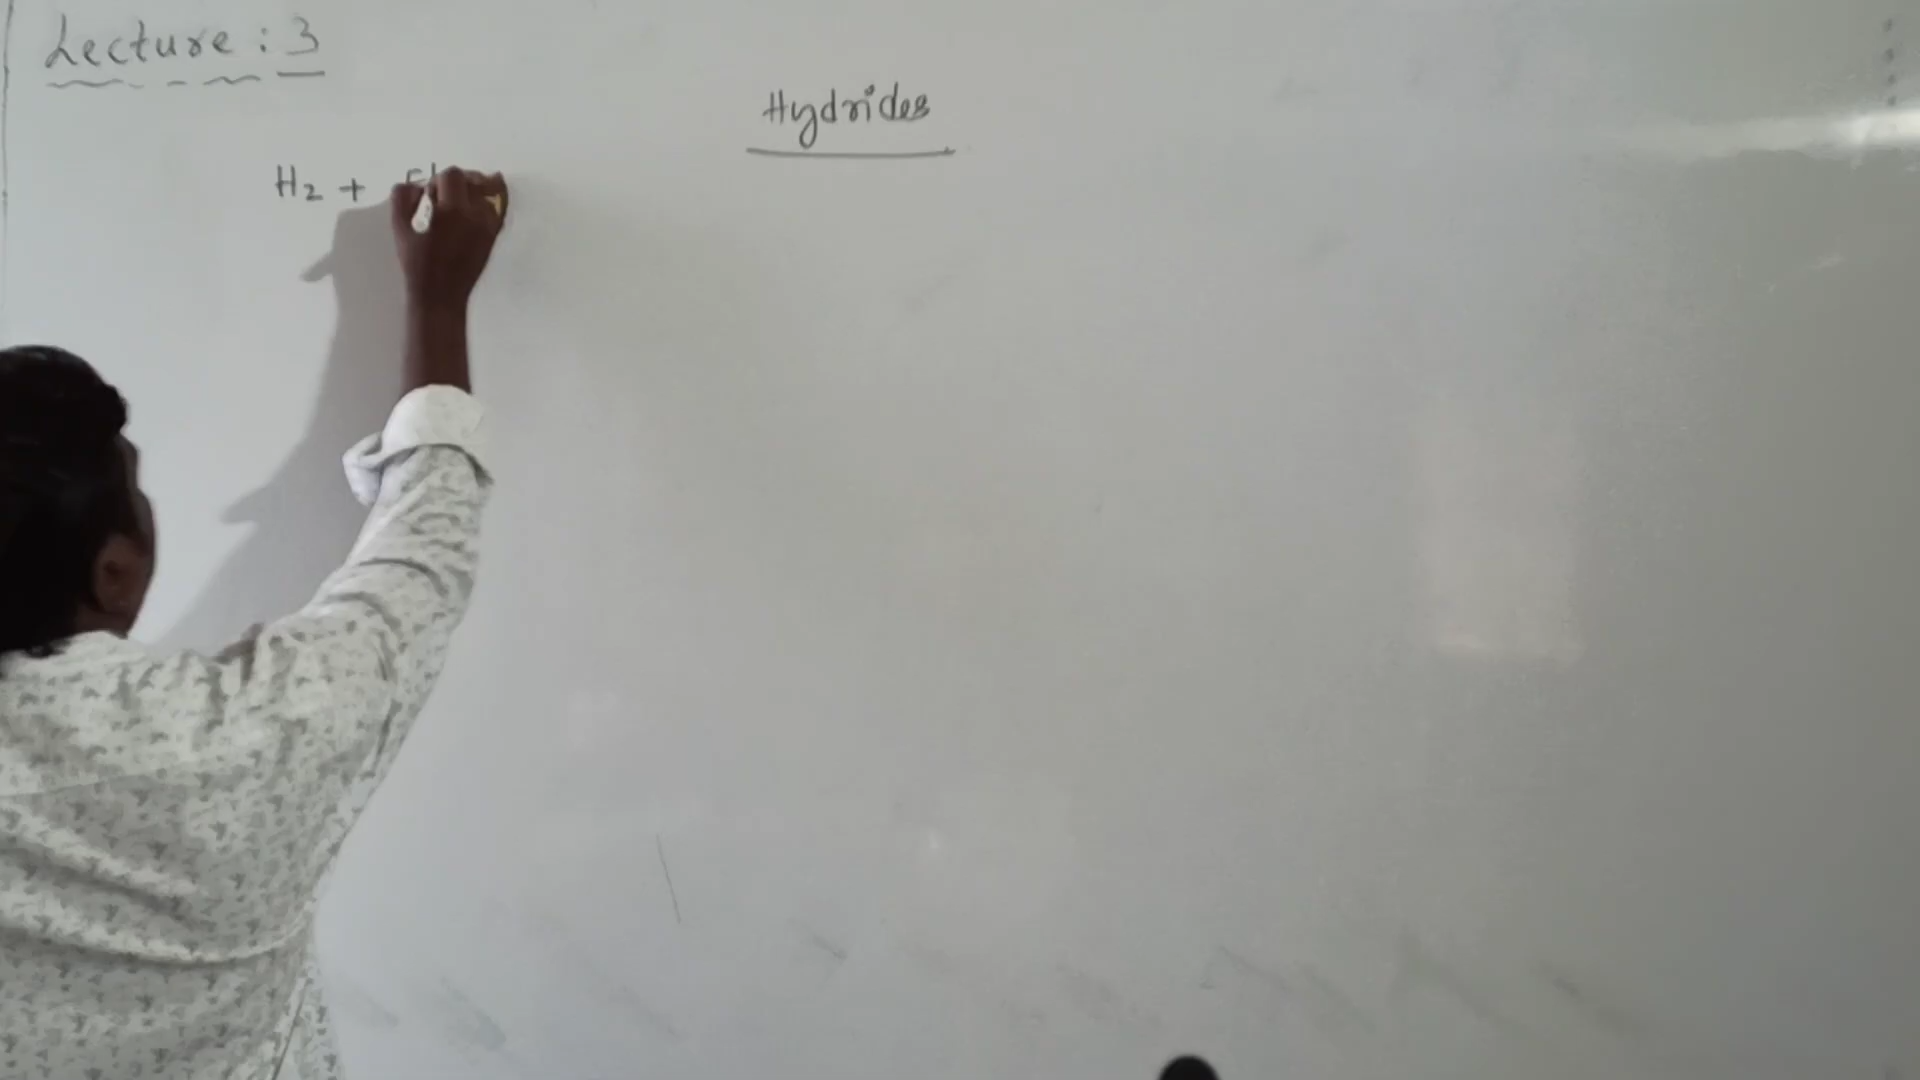 Lecture : 3
Hydrides
H2 +